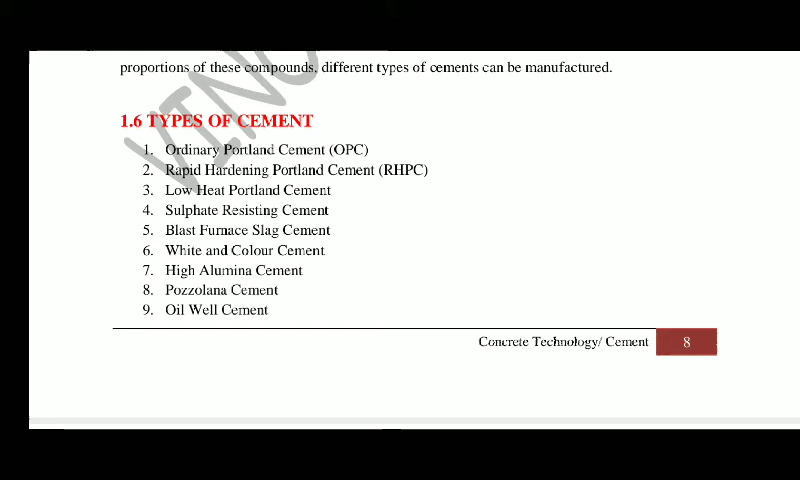 proportions of these compounds, different types of cements can be manufactured.
1.6 TYPES OF CEMENT
1. Ordinary Portland Cement (OPC)
2. Rapid Hardening Portland Cement (RHPC)
3. Low Heat Portland Cement
4. Sulphate Resisting Cement
5. Blast Furnace Slag Cement
6. White and Colour Cement
7. High Alumina Cement
8. Pozzolana Cement
9. Oil Well Cement
Concrete Technology/ Cement 8